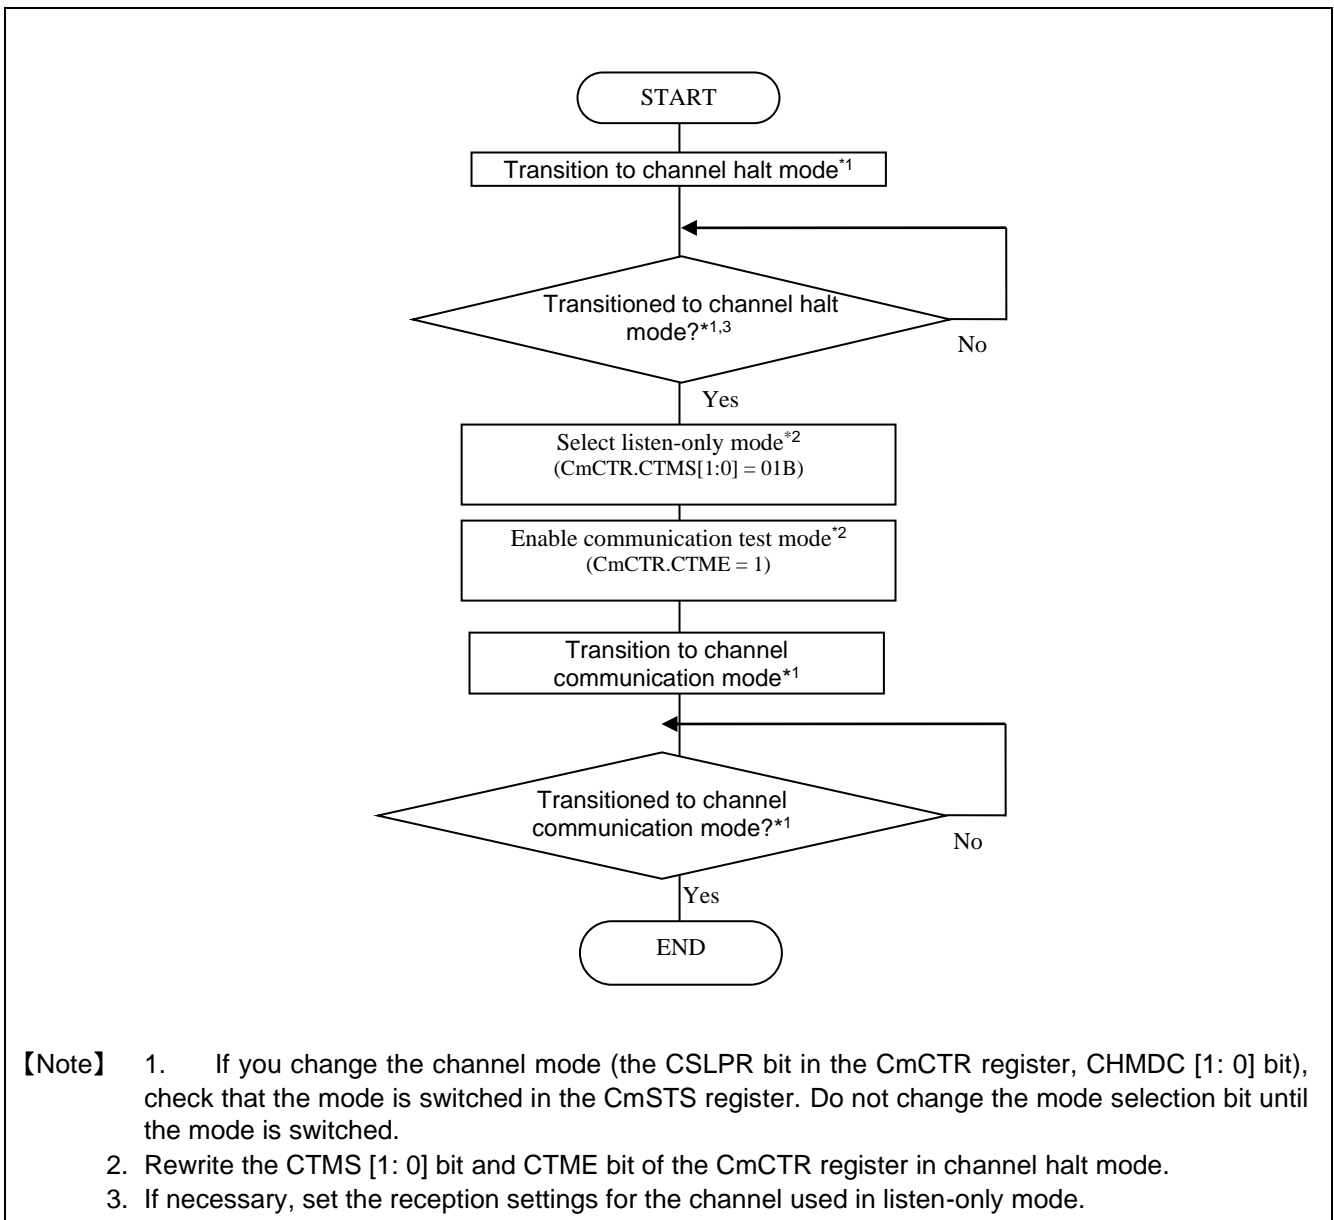 START
Transition to channel halt mode*1
Transitioned to channel halt
mode?*1,3
No
Yes
Select listen-only mode*2
(CmCTR.CTMS[1:0] = 01B)
Enable communication test mode*2
(CmCTR.CTME = 1)
Transition to channel
communication mode*1
Transitioned to channel
communication mode?*1
No
Yes
END
【Note】 1. If you change the channel mode (the CSLPR bit in the CmCTR register, CHMDC [1: 0] bit),
check that the mode is switched in the CmSTS register. Do not change the mode selection bit until
the mode is switched.
2. Rewrite the CTMS [1: 0] bit and CTME bit of the CmCTR register in channel halt mode.
3. If necessary, set the reception settings for the channel used in listen-only mode.